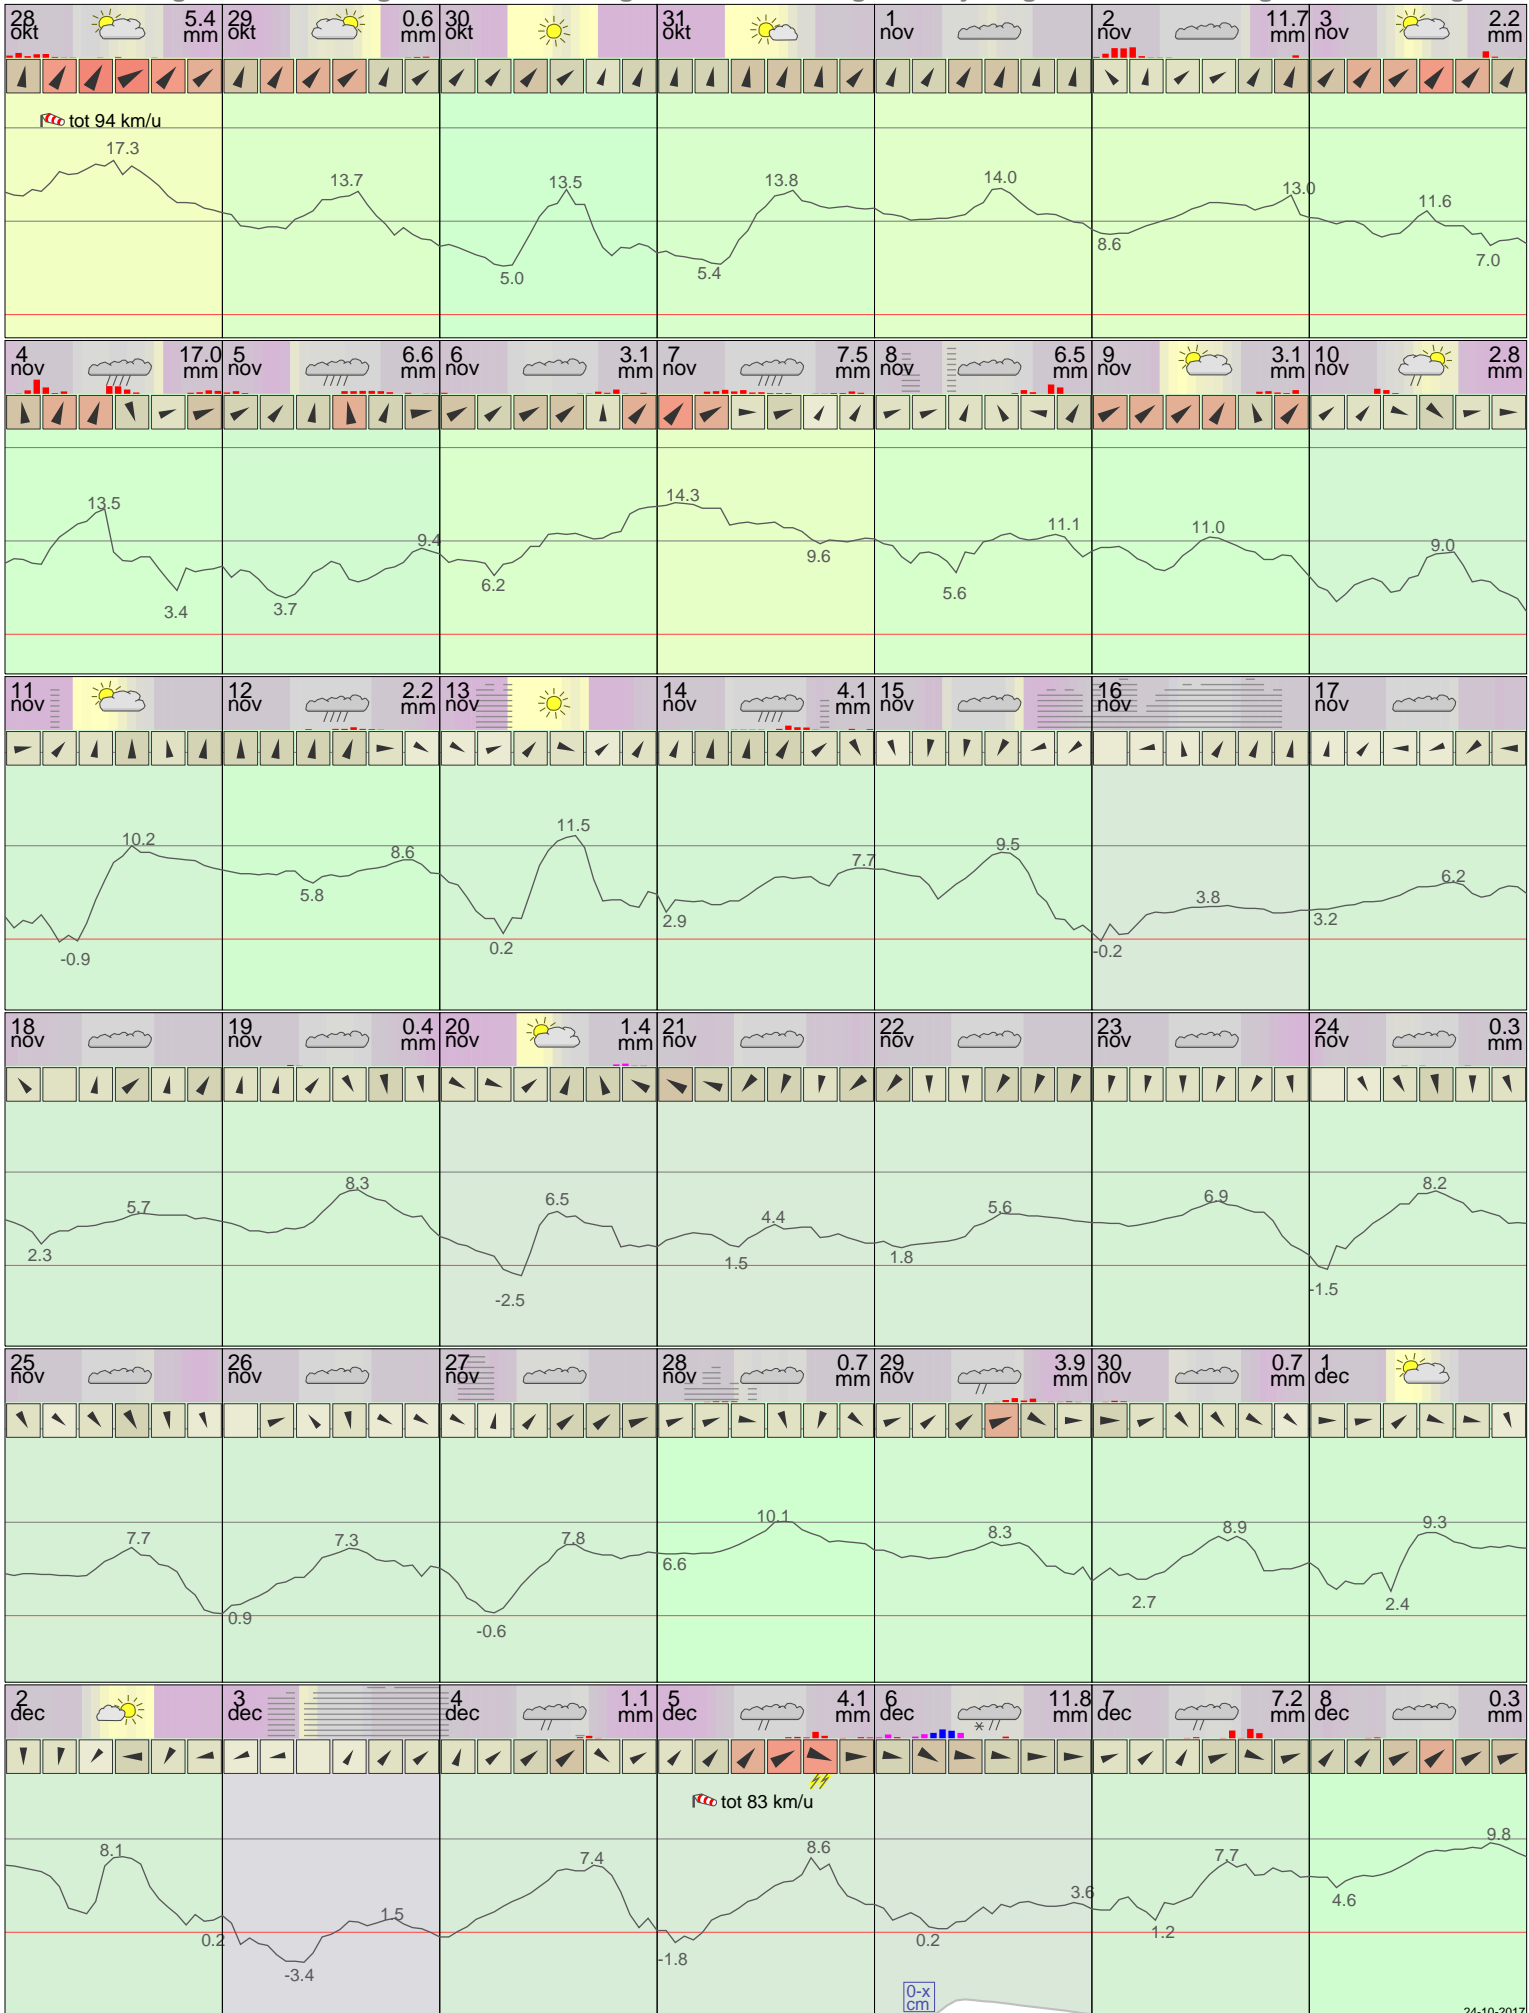 28 okt 5.4 mm 29 okt 0.6 mm 30 okt 31 okt 1 nov 2 nov 11.7 mm 3 nov 2.2 mm
tot 94 km/u
17.3 13.7 13.5 13.8 14.0 13.0 11.6
5.0 5.4 8.6 7.0
4 nov 17.0 mm 5 nov 6.6 mm 6 nov 3.1 mm 7 nov 7.5 mm 8 nov 6.5 mm 9 nov 3.1 mm 10 nov 2.8 mm
13.5 9.4 14.3 11.1 11.0 9.0
3.4 3.7 6.2 9.6 5.6
11 nov 12 nov 2.2 mm 13 nov 14 nov 4.1 mm 15 nov 16 nov 17 nov
10.2 8.6 11.5 7.7 9.5 3.8 6.2
-0.9 5.8 0.2 2.9 -0.2 3.2
18 nov 19 nov 0.4 mm 20 nov 1.4 mm 21 nov 22 nov 23 nov 24 nov 0.3 mm
5.7 8.3 6.5 4.4 5.6 6.9 8.2
2.3 -2.5 1.5 1.8 -1.5
25 nov 26 nov 27 nov 28 nov 0.7 mm 29 nov 3.9 mm 30 nov 0.7 mm 1 dec
7.7 7.3 7.8 10.1 8.3 8.9 9.3
0.9 -0.6 6.6 2.7 2.4
2 dec 3 dec 4 dec 1.1 mm 5 dec 4.1 mm 6 dec 11.8 mm 7 dec 7.2 mm 8 dec 0.3 mm
tot 83 km/u
8.1 1.5 7.4 8.6 3.6 7.7 9.8
0.2 -3.4 -1.8 0.2 1.2 4.6
0-x
cm
24-10-2017